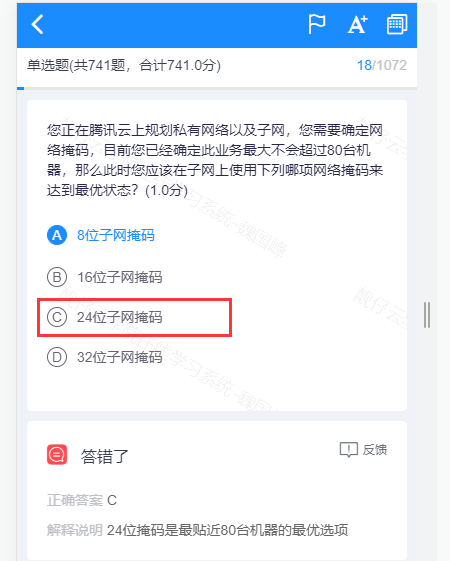 单选题(共741题，合计741.0分)
18/1072
您正在腾讯云上规划私有网络以及子网，您需要确定网
络掩码，目前您已经确定此业务最大不会超过80台机
器，那么此时您应该在子网上使用下列哪项网络掩码来
达到最优状态？(1.0分)
A 8位子网掩码
B 16位子网掩码
C 24位子网掩码
D 32位子网掩码
答错了
反馈
正确答案 C
解释说明 24位掩码是最贴近80台机器的最优选项